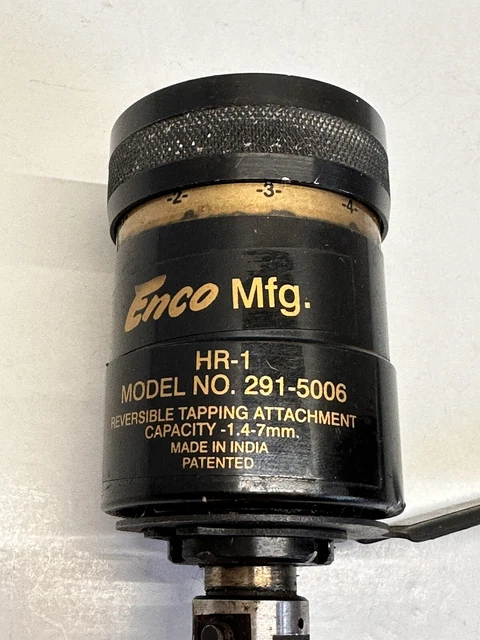 -2- -3- -4-
Enco Mfg.
HR-1
MODEL NO. 291-5006
REVERSIBLE TAPPING ATTACHMENT
CAPACITY -1.4-7mm.
MADE IN INDIA
PATENTED